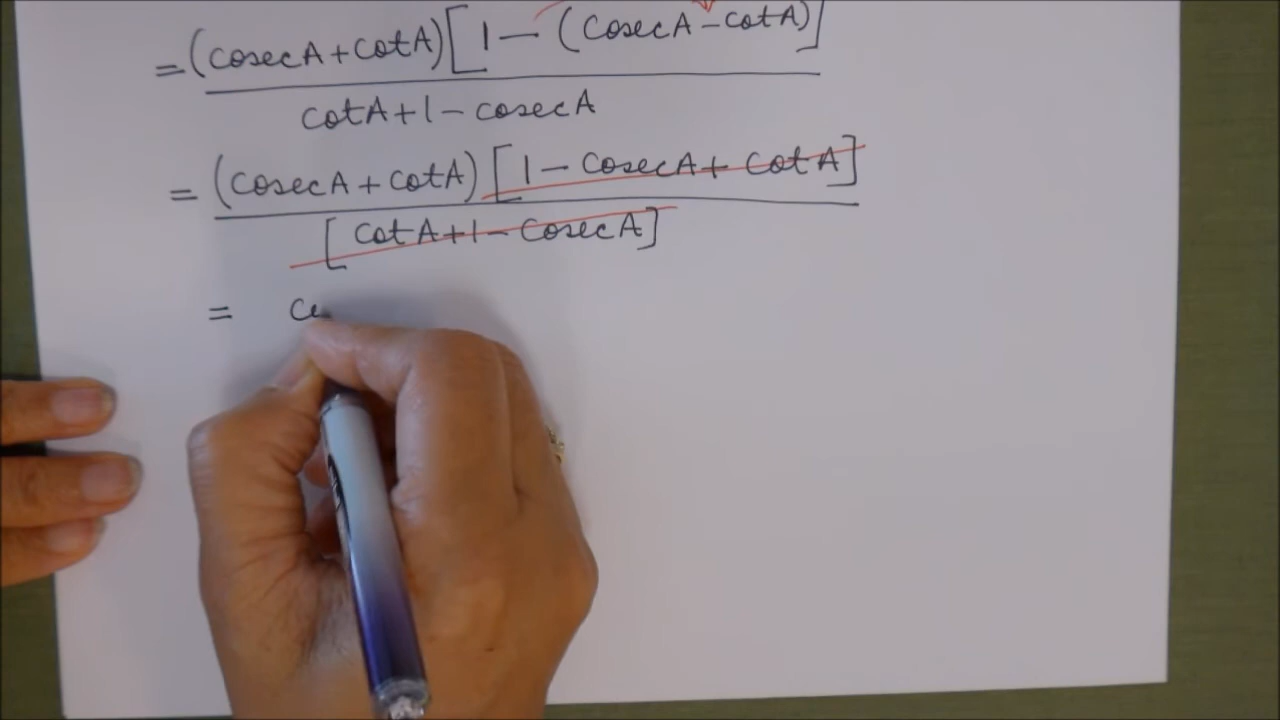 = (cosecA + cotA) [1 - (cosecA - cotA)]
cotA + 1 - cosecA
= (cosecA + cotA) [1 - cosecA + cotA]
[cotA + 1 - cosecA]
=